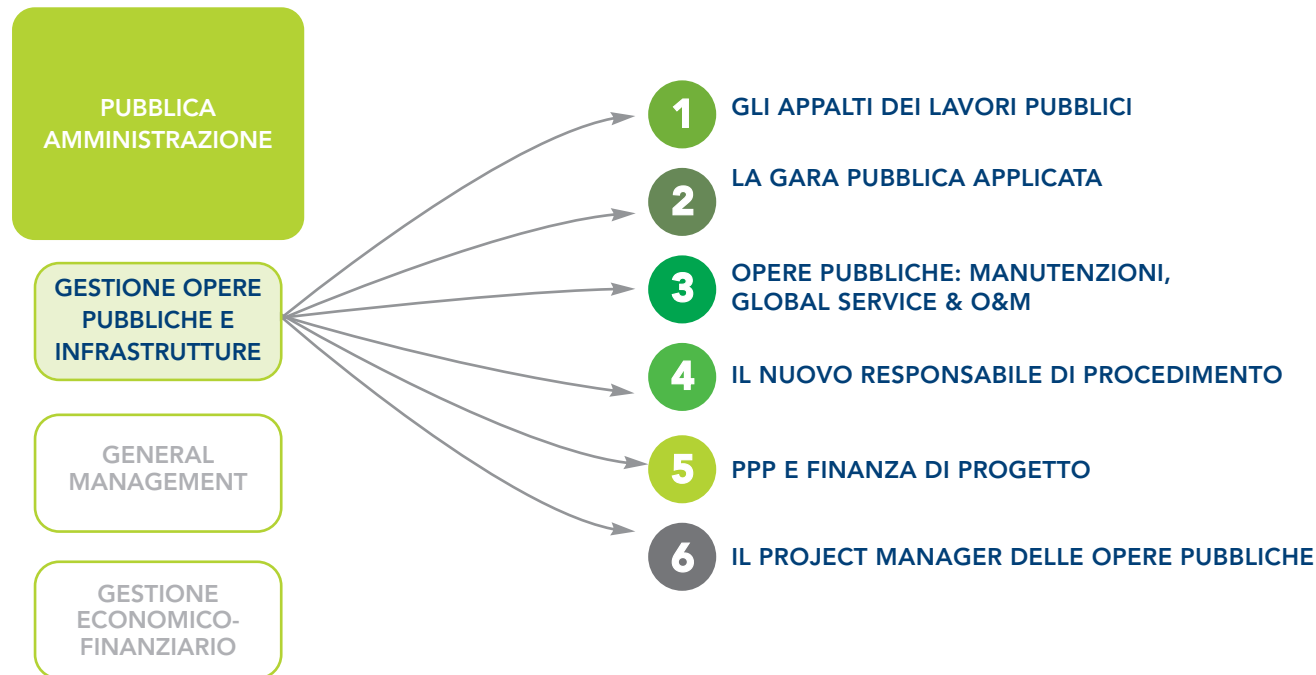 PUBBLICA
AMMINISTRAZIONE
GESTIONE OPERE
PUBBLICHE E
INFRASTRUTTURE
GENERAL
MANAGEMENT
GESTIONE
ECONOMICO-
FINANZIARIO
1 GLI APPALTI DEI LAVORI PUBBLICI
2 LA GARA PUBBLICA APPLICATA
3 OPERE PUBBLICHE: MANUTENZIONI,
GLOBAL SERVICE & O&M
4 IL NUOVO RESPONSABILE DI PROCEDIMENTO
5 PPP E FINANZA DI PROGETTO
6 IL PROJECT MANAGER DELLE OPERE PUBBLICHE